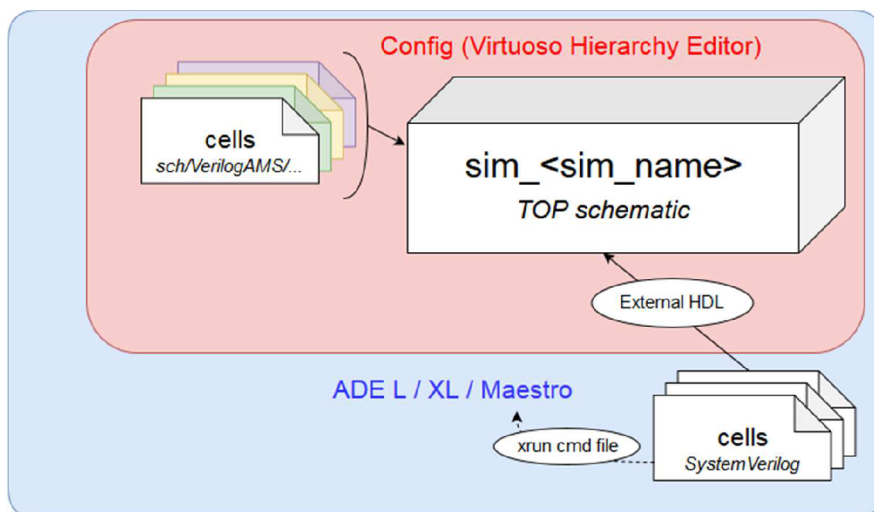 Config (Virtuoso Hierarchy Editor)
cells
sch/VerilogAMS/...
sim_<sim_name>
TOP schematic
External HDL
ADE L / XL / Maestro
xrun cmd file
cells
SystemVerilog